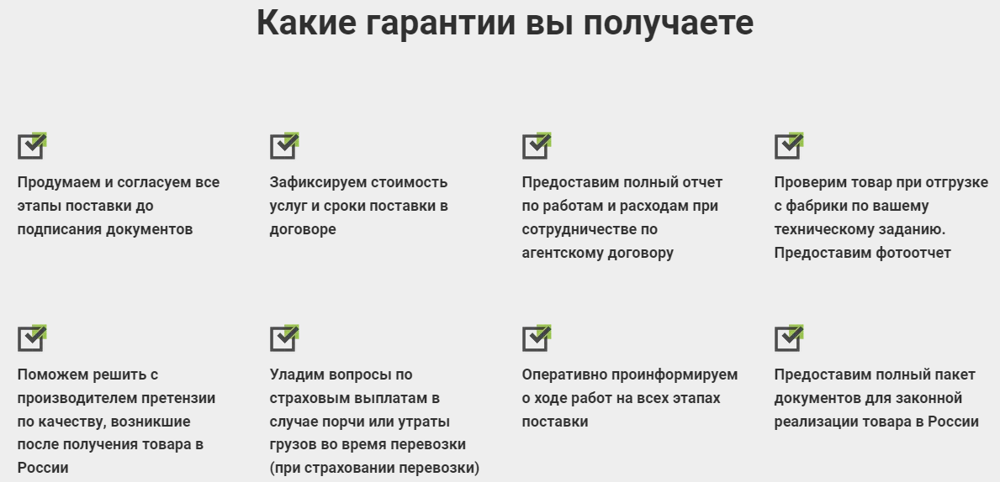 Какие гарантии вы получаете
Продумаем и согласуем все
этапы поставки до
подписания документов
Зафиксируем стоимость
услуг и сроки поставки в
договоре
Предоставим полный отчет
по работам и расходам при
сотрудничестве по
агентскому договору
Проверим товар при отгрузке
с фабрики по вашему
техническому заданию.
Предоставим фотоотчет
Поможем решить с
производителем претензии
по качеству, возникшие
после получения товара в
России
Уладим вопросы по
страховым выплатам в
случае порчи или утраты
грузов во время перевозки
(при страховании перевозки)
Оперативно проинформируем
о ходе работ на всех этапах
поставки
Предоставим полный пакет
документов для законной
реализации товара в России